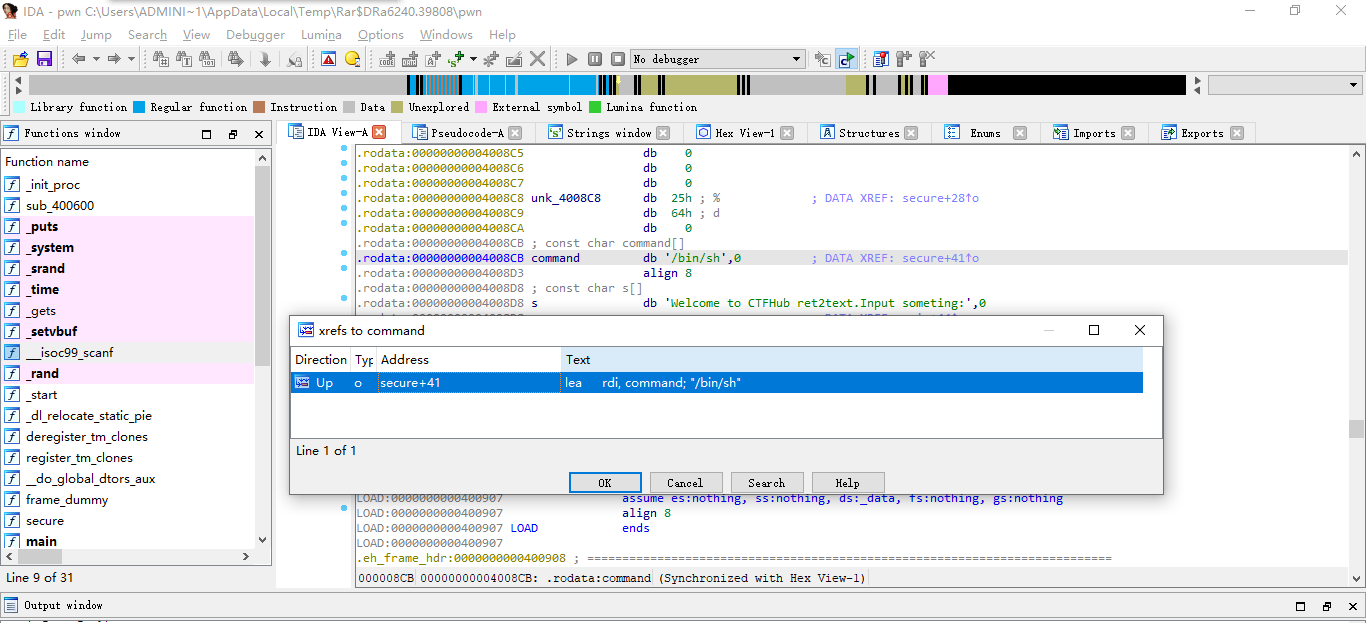 IDA - pwn C:\Users\ADMINI~1\AppData\Local\Temp\Rar$DRa6240.39808\pwn
File Edit Jump Search View Debugger Lumina Options Windows Help
No debugger
Library function Regular function Instruction Data Unexplored External symbol Lumina function
Functions window
IDA View-A Pseudocode-A Strings window Hex View-1 Structures Enums Imports Exports
Function name
_init_proc
sub_400600
_puts
_system
_srand
_time
_gets
_setvbuf
__isoc99_scanf
_rand
_start
_dl_relocate_static_pie
deregister_tm_clones
register_tm_clones
__do_global_dtors_aux
frame_dummy
secure
main
Line 9 of 31
.rodata:00000000004008C5 db 0
.rodata:00000000004008C6 db 0
.rodata:00000000004008C7 db 0
.rodata:00000000004008C8 unk_4008C8 db 25h ; % ; DATA XREF: secure+28↑o
.rodata:00000000004008C9 db 64h ; d
.rodata:00000000004008CA db 0
.rodata:00000000004008CB ; const char command[]
.rodata:00000000004008CB command db '/bin/sh',0 ; DATA XREF: secure+41↑o
.rodata:00000000004008D3 align 8
.rodata:00000000004008D8 ; const char s[]
.rodata:00000000004008D8 s db 'Welcome to CTFHub ret2text.Input someting:',0
xrefs to command
Direction Typ Address Text
Up o secure+41 lea rdi, command; "/bin/sh"
Line 1 of 1
OK Cancel Search Help
LOAD:0000000000400907 assume es:nothing, ss:nothing, ds:_data, fs:nothing, gs:nothing
LOAD:0000000000400907 align 8
LOAD:0000000000400907 LOAD ends
LOAD:0000000000400907
.eh_frame_hdr:0000000000400908 ; ===========================================================================
000008CB 00000000004008CB: .rodata:command (Synchronized with Hex View-1)
Output window